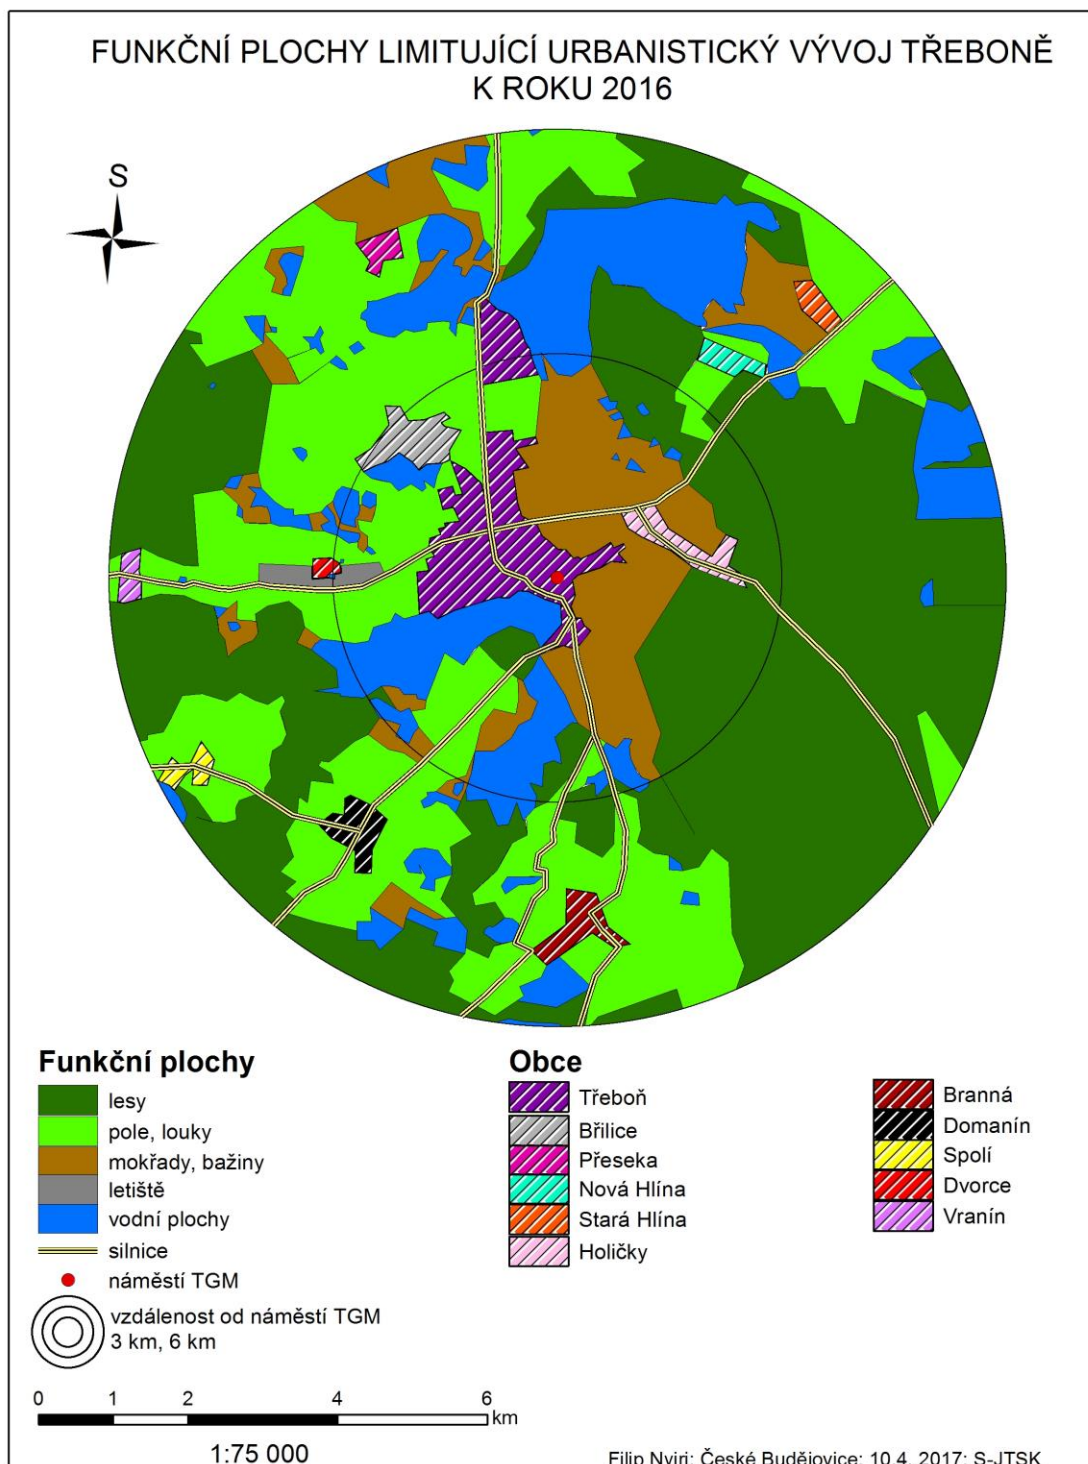 FUNKČNÍ PLOCHY LIMITUJÍCÍ URBANISTICKÝ VÝVOJ TŘEBONĚ
K ROKU 2016
S
Funkční plochy
lesy
pole, louky
mokřady, bažiny
letiště
vodní plochy
silnice
náměstí TGM
vzdálenost od náměstí TGM
3 km, 6 km
Obce
Třeboň
Břilice
Přeseka
Nová Hlína
Stará Hlína
Holičky
Branná
Domanín
Spolí
Dvorce
Vranín
0 1 2 4 6
km
1:75 000
Filip Nyiri; České Budějovice; 10.4. 2017; S-JTSK